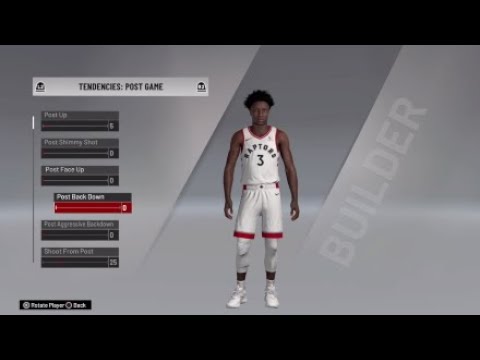 TENDENCIES: POST GAME
Post Up
5
Post Shimmy Shot
0
Post Face Up
0
Post Back Down
0
Post Aggressive Backdown
0
Shoot From Post
25
RAPTORS
3
BUILDER
Rotate Player Back